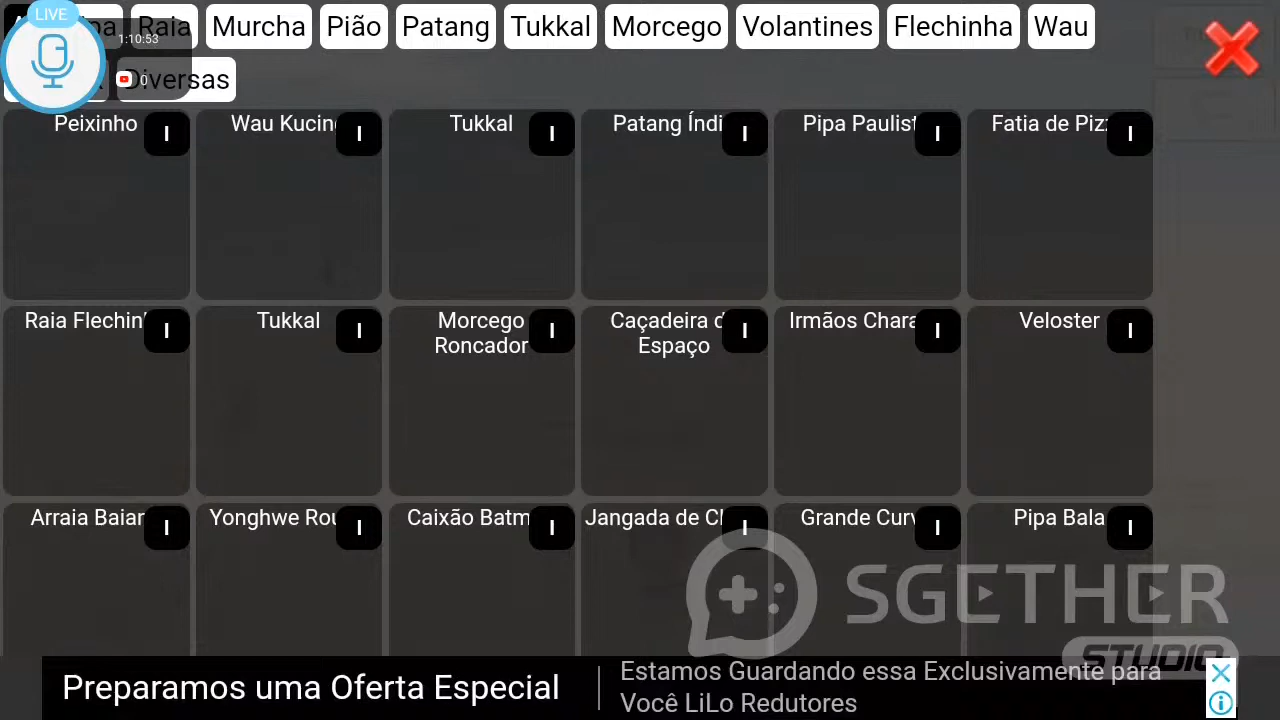 LIVE
Raia
Murcha
Pião
Patang
Tukkal
Morcego
Volantines
Flechinha
Wau
1:10:53
0
Diversas
Peixinho
I
Wau Kucin
I
Tukkal
I
Patang Índi
I
Pipa Paulist
I
Fatia de Piz
I
Raia Flechin
I
Tukkal
I
Morcego
Roncador
I
Caçadeira d
Espaço
I
Irmãos Chara
I
Veloster
I
Arraia Baian
I
Yonghwe Rou
I
Caixão Batm
I
Jangada de Ch
I
Grande Curv
I
Pipa Bala
I
SGETHER
STUDIO
Preparamos uma Oferta Especial
Estamos Guardando essa Exclusivamente para
Você LiLo Redutores